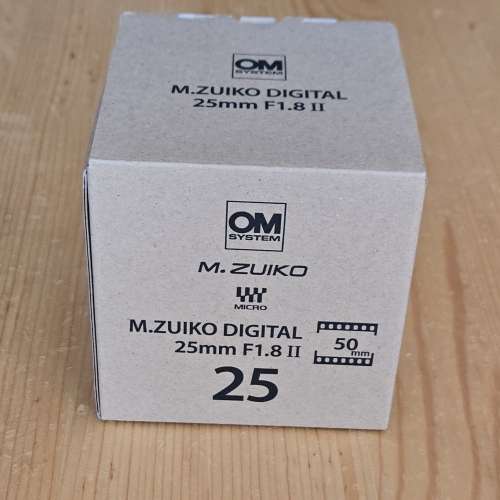 OM
SYSTEM
M.ZUIKO DIGITAL
25mm F1.8 II
OM
SYSTEM
M.ZUIKO
MICRO
M.ZUIKO DIGITAL
25mm F1.8 II
50
mm
25